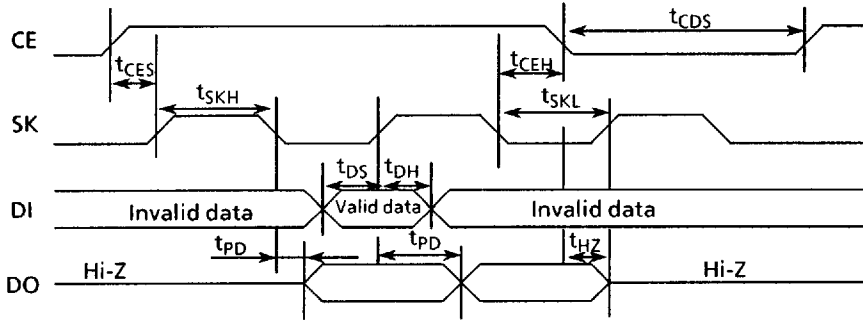 CE
t_CDS
t_CES
t_CEH
t_SKH
t_SKL
SK
t_DS
t_DH
DI
Invalid data
Valid data
Invalid data
t_PD
t_PD
t_HZ
DO
Hi-Z
Hi-Z